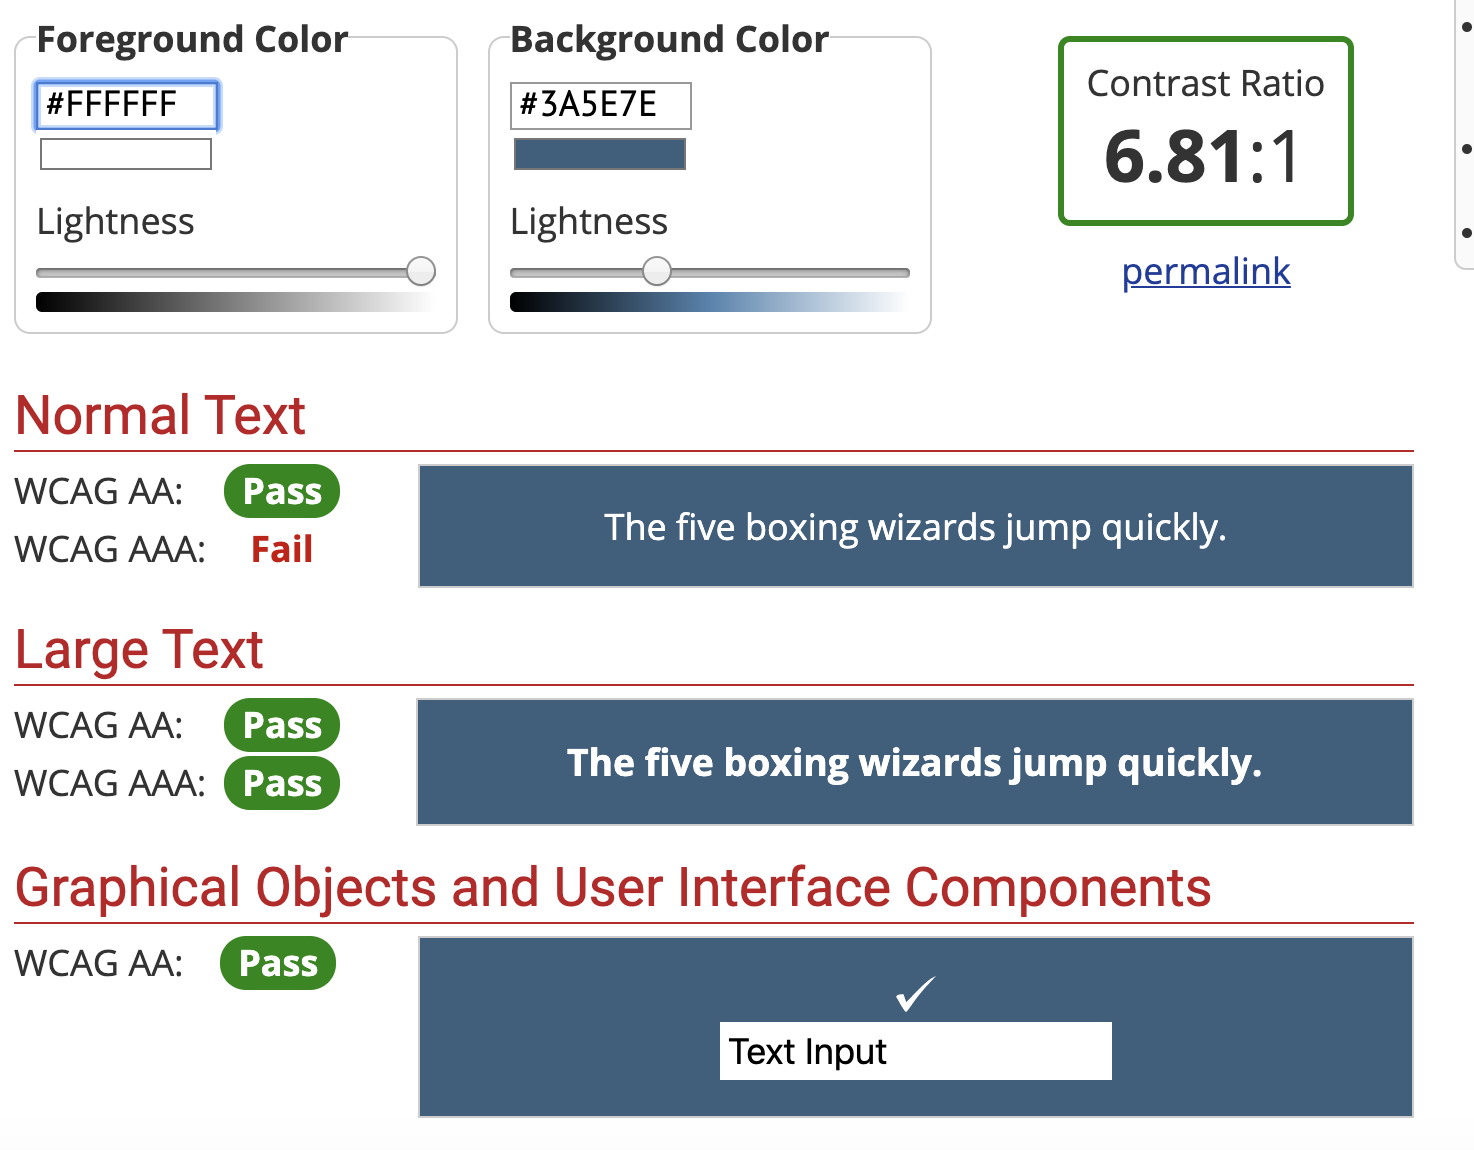 Foreground Color
#FFFFFF
Lightness
Background Color
#3A5E7E
Lightness
Contrast Ratio
6.81:1
permalink
Normal Text
WCAG AA: Pass
WCAG AAA: Fail
The five boxing wizards jump quickly.
Large Text
WCAG AA: Pass
WCAG AAA: Pass
The five boxing wizards jump quickly.
Graphical Objects and User Interface Components
WCAG AA: Pass
Text Input